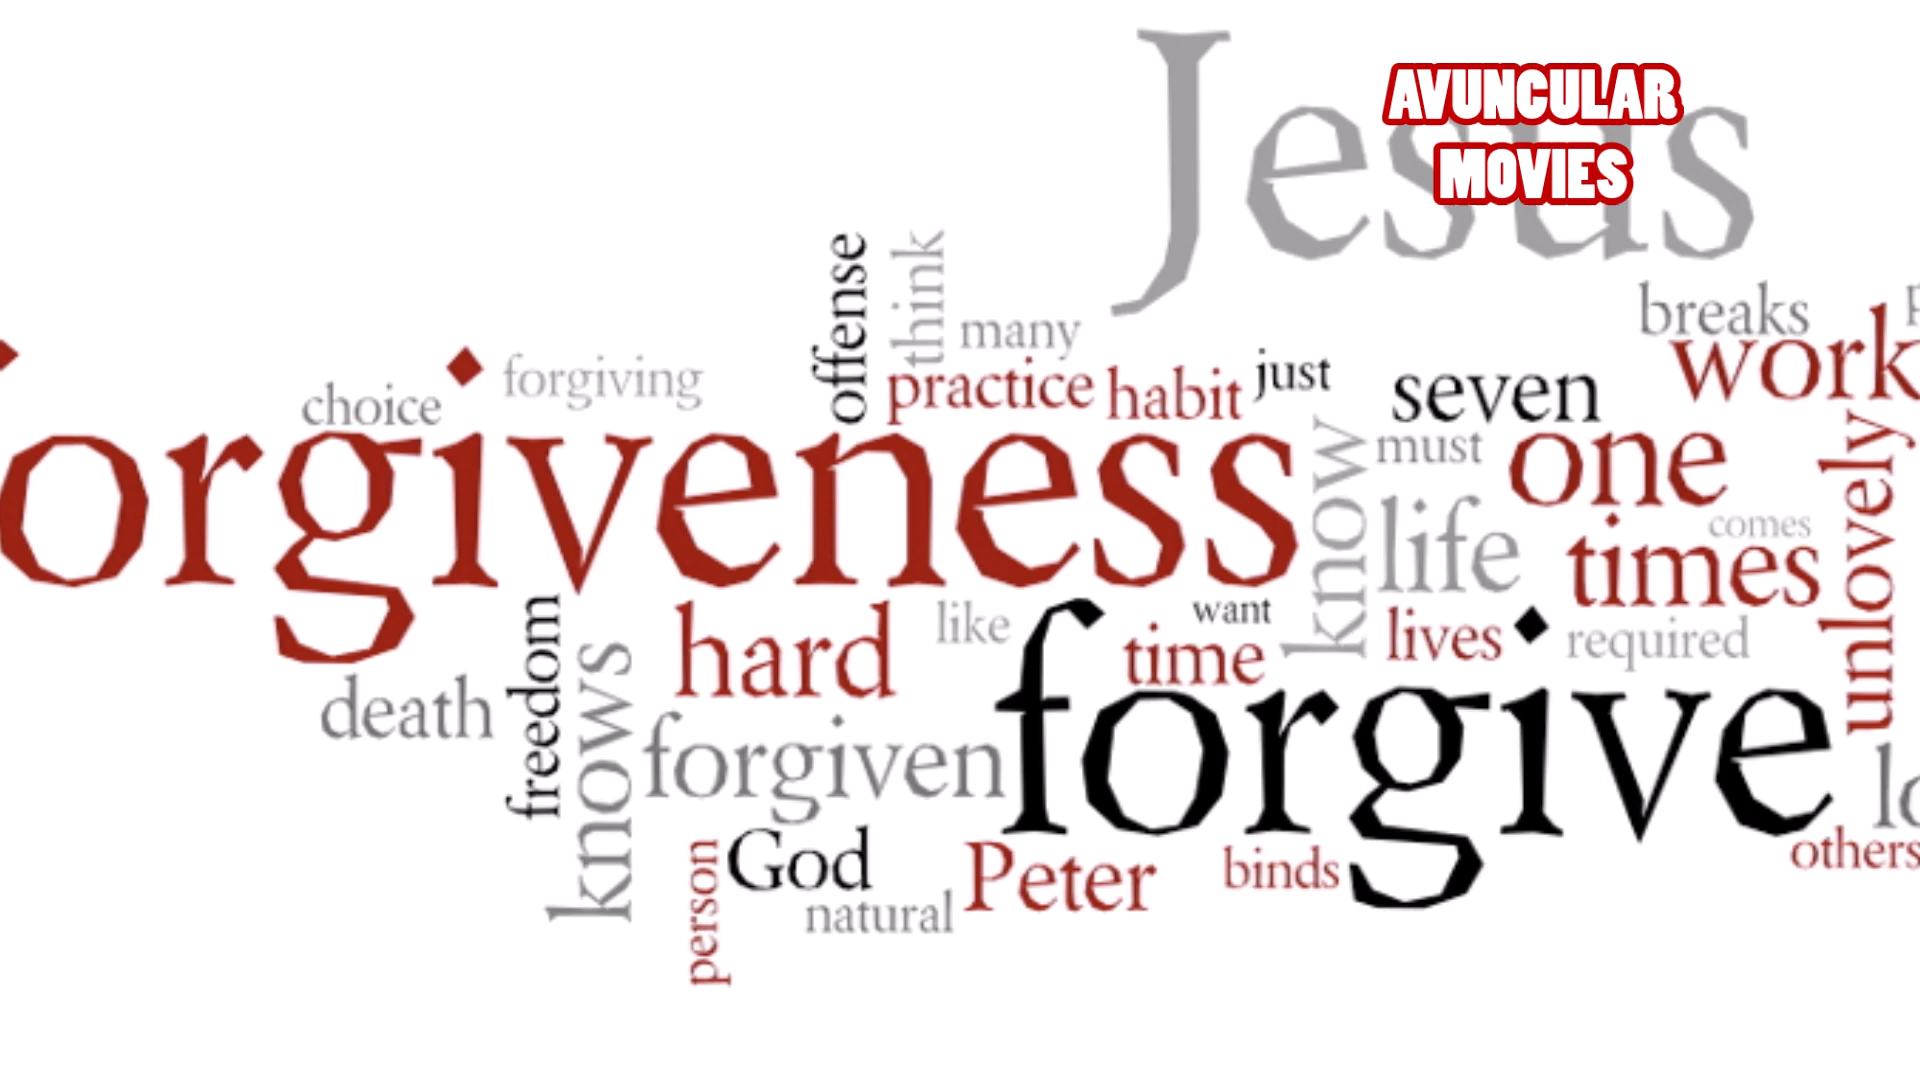 Jesus
AVUNCULAR
MOVIES
offense
think
many
breaks
work
choice
forgiving
practice
habit
just
seven
orgiveness
know
must
one
unlovely
life
comes
times
freedom
knows
hard
like
want
time
lives
required
death
forgiven
forgive
others
person
God
natural
Peter
binds